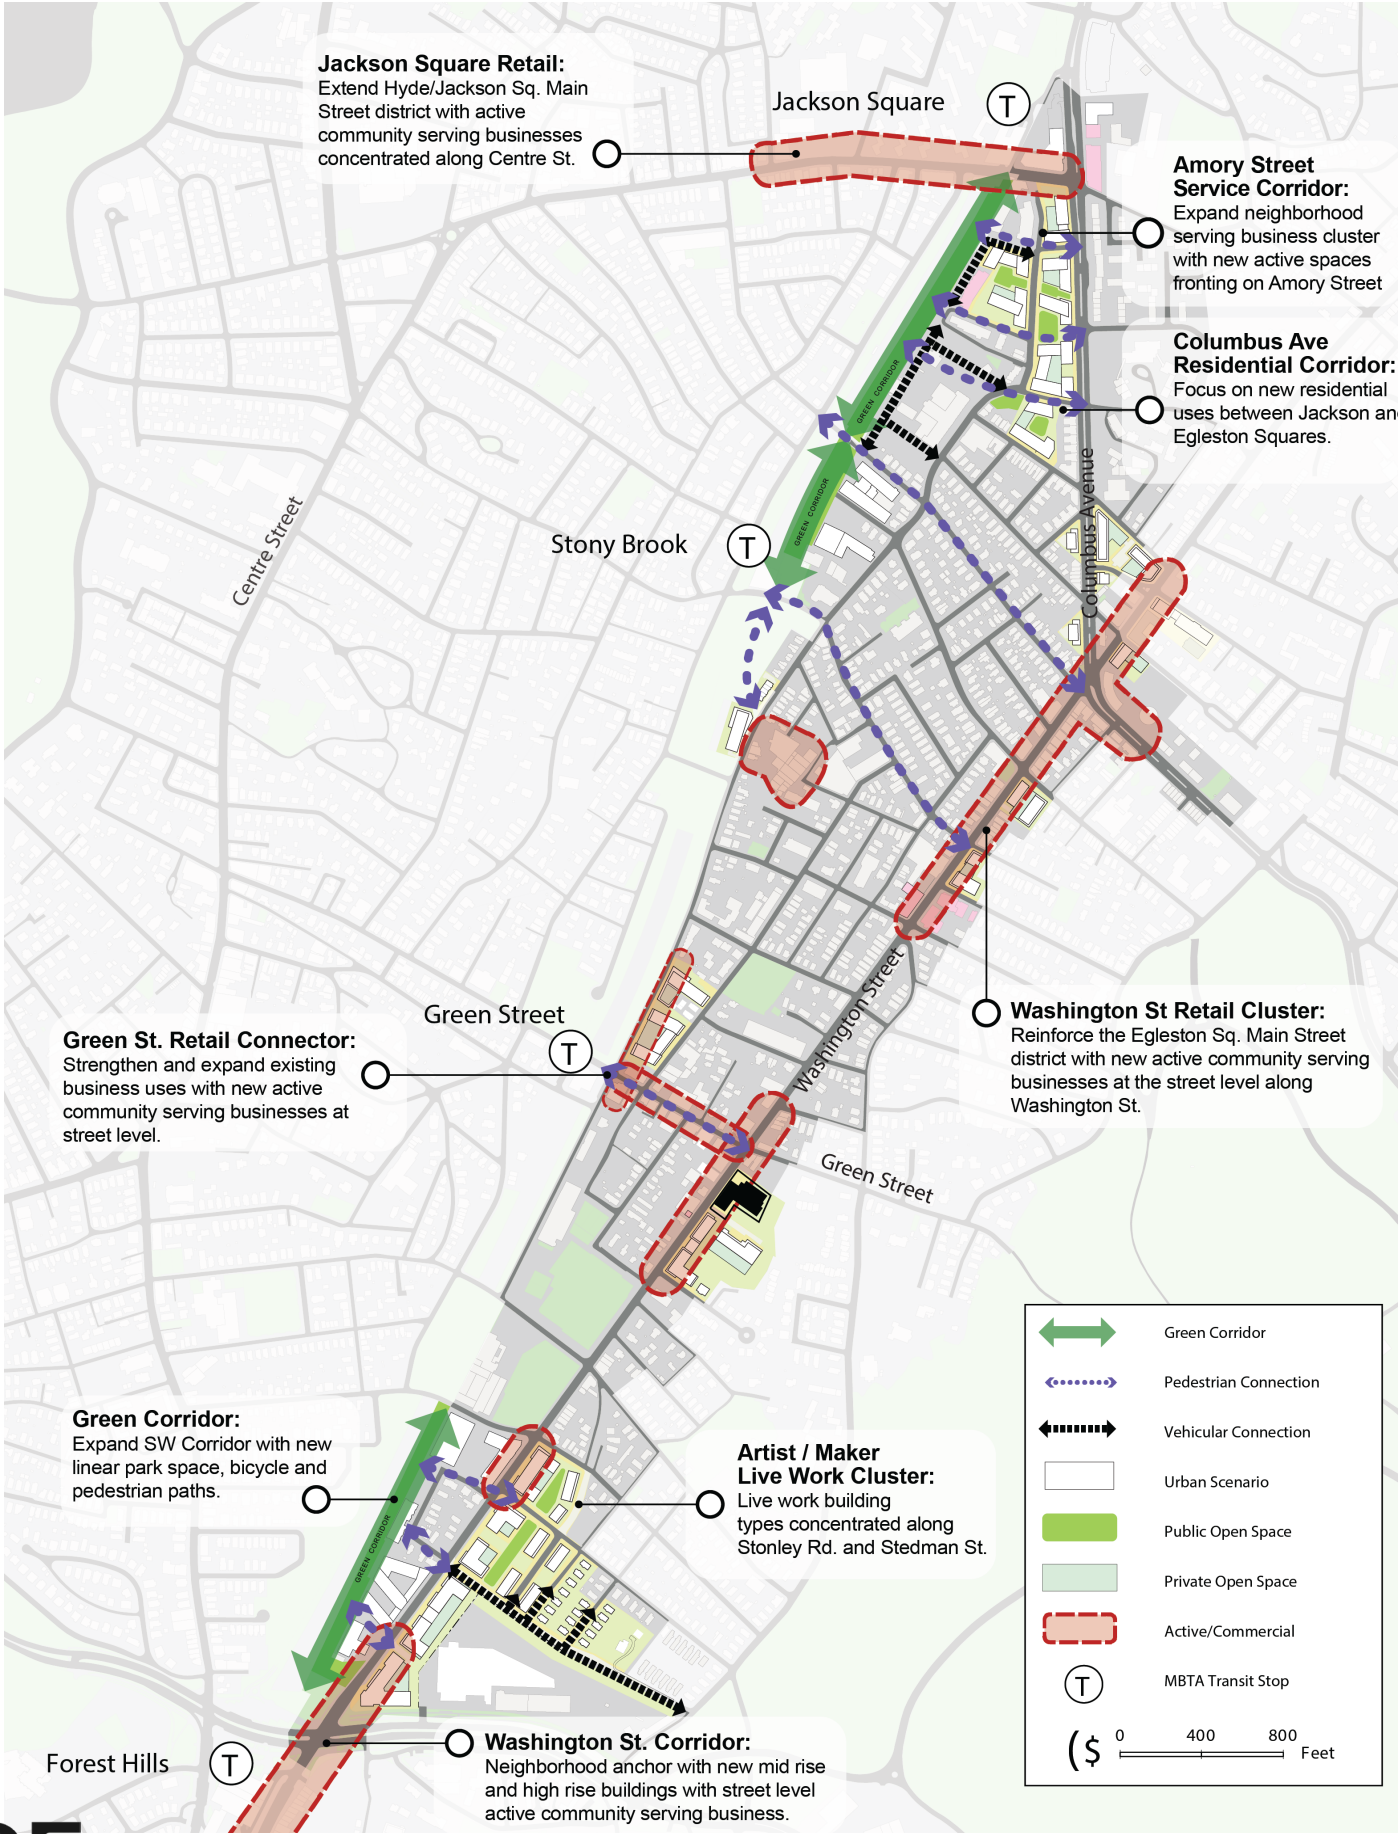 Jackson Square Retail:
Extend Hyde/Jackson Sq. Main
Street district with active
community serving businesses
concentrated along Centre St.
Jackson Square
T
Amory Street
Service Corridor:
Expand neighborhood
serving business cluster
with new active spaces
fronting on Amory Street
Columbus Ave
Residential Corridor:
Focus on new residential
uses between Jackson an
Egleston Squares.
GREEN CORRIDOR
GREEN CORRIDOR
Columbus Avenue
Centre Street
Stony Brook
T
Washington Street
Washington St Retail Cluster:
Reinforce the Egleston Sq. Main Street
district with new active community serving
businesses at the street level along
Washington St.
Green Street
T
Green St. Retail Connector:
Strengthen and expand existing
business uses with new active
community serving businesses at
street level.
Green Street
Green Corridor:
Expand SW Corridor with new
linear park space, bicycle and
pedestrian paths.
GREEN CORRIDOR
Artist / Maker
Live Work Cluster:
Live work building
types concentrated along
Stonley Rd. and Stedman St.
Washington St. Corridor:
Neighborhood anchor with new mid rise
and high rise buildings with street level
active community serving business.
Forest Hills
T
Green Corridor
Pedestrian Connection
Vehicular Connection
Urban Scenario
Public Open Space
Private Open Space
Active/Commercial
T MBTA Transit Stop
($ 0 400 800
Feet